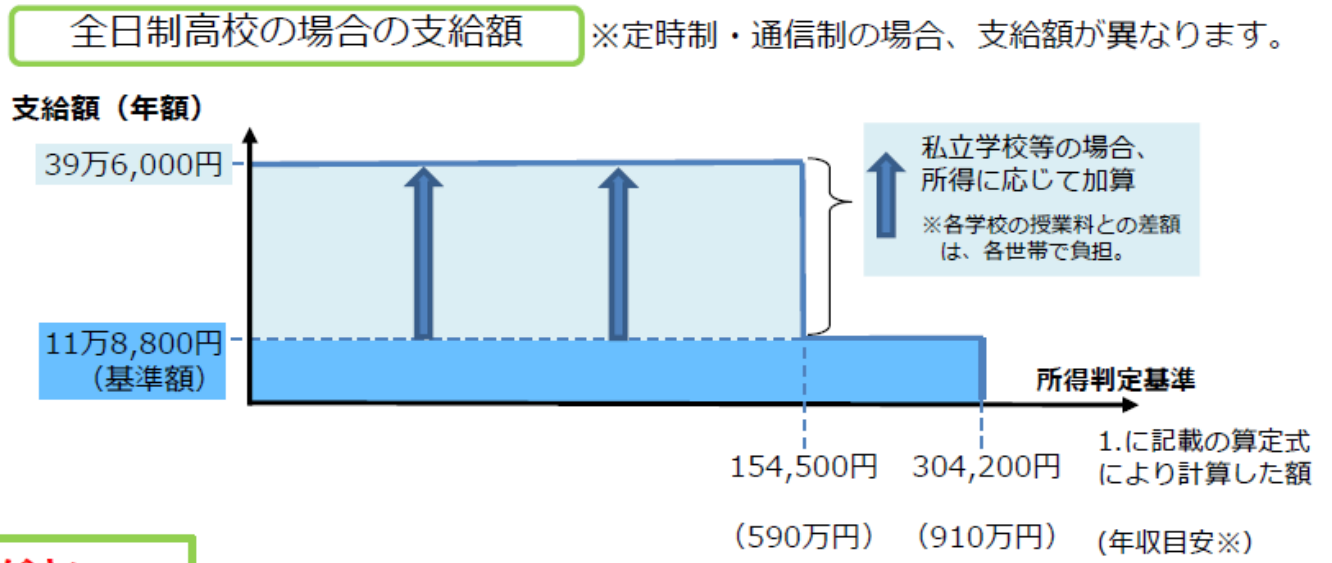 全日制高校の場合の支給額
※定時制・通信制の場合、支給額が異なります。
支給額（年額）
39万6,000円
私立学校等の場合、
所得に応じて加算
※各学校の授業料との差額
は、各世帯で負担。
11万8,800円
（基準額）
所得判定基準
154,500円
304,200円
1.に記載の算定式
により計算した額
（590万円）
（910万円）
(年収目安※)